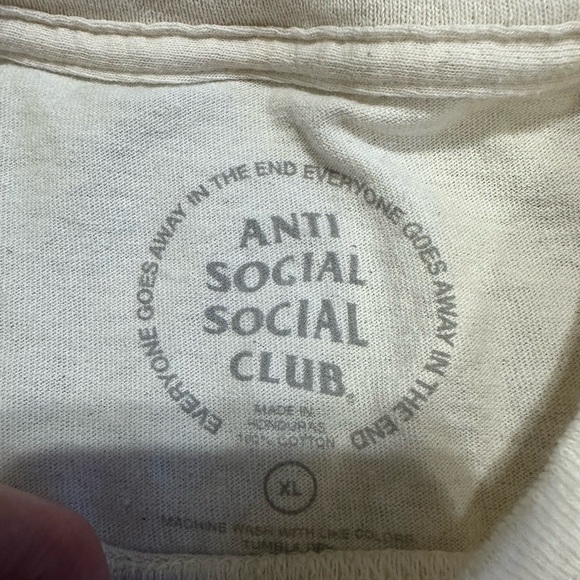 EVERYONE GOES AWAY IN THE END EVERYONE GOES AWAY IN THE END
ANTI
SOCIAL
SOCIAL
CLUB®
MADE IN
HONDURAS
100% COTTON
XL
MACHINE WASH WITH LIKE COLORS
TUMBLE